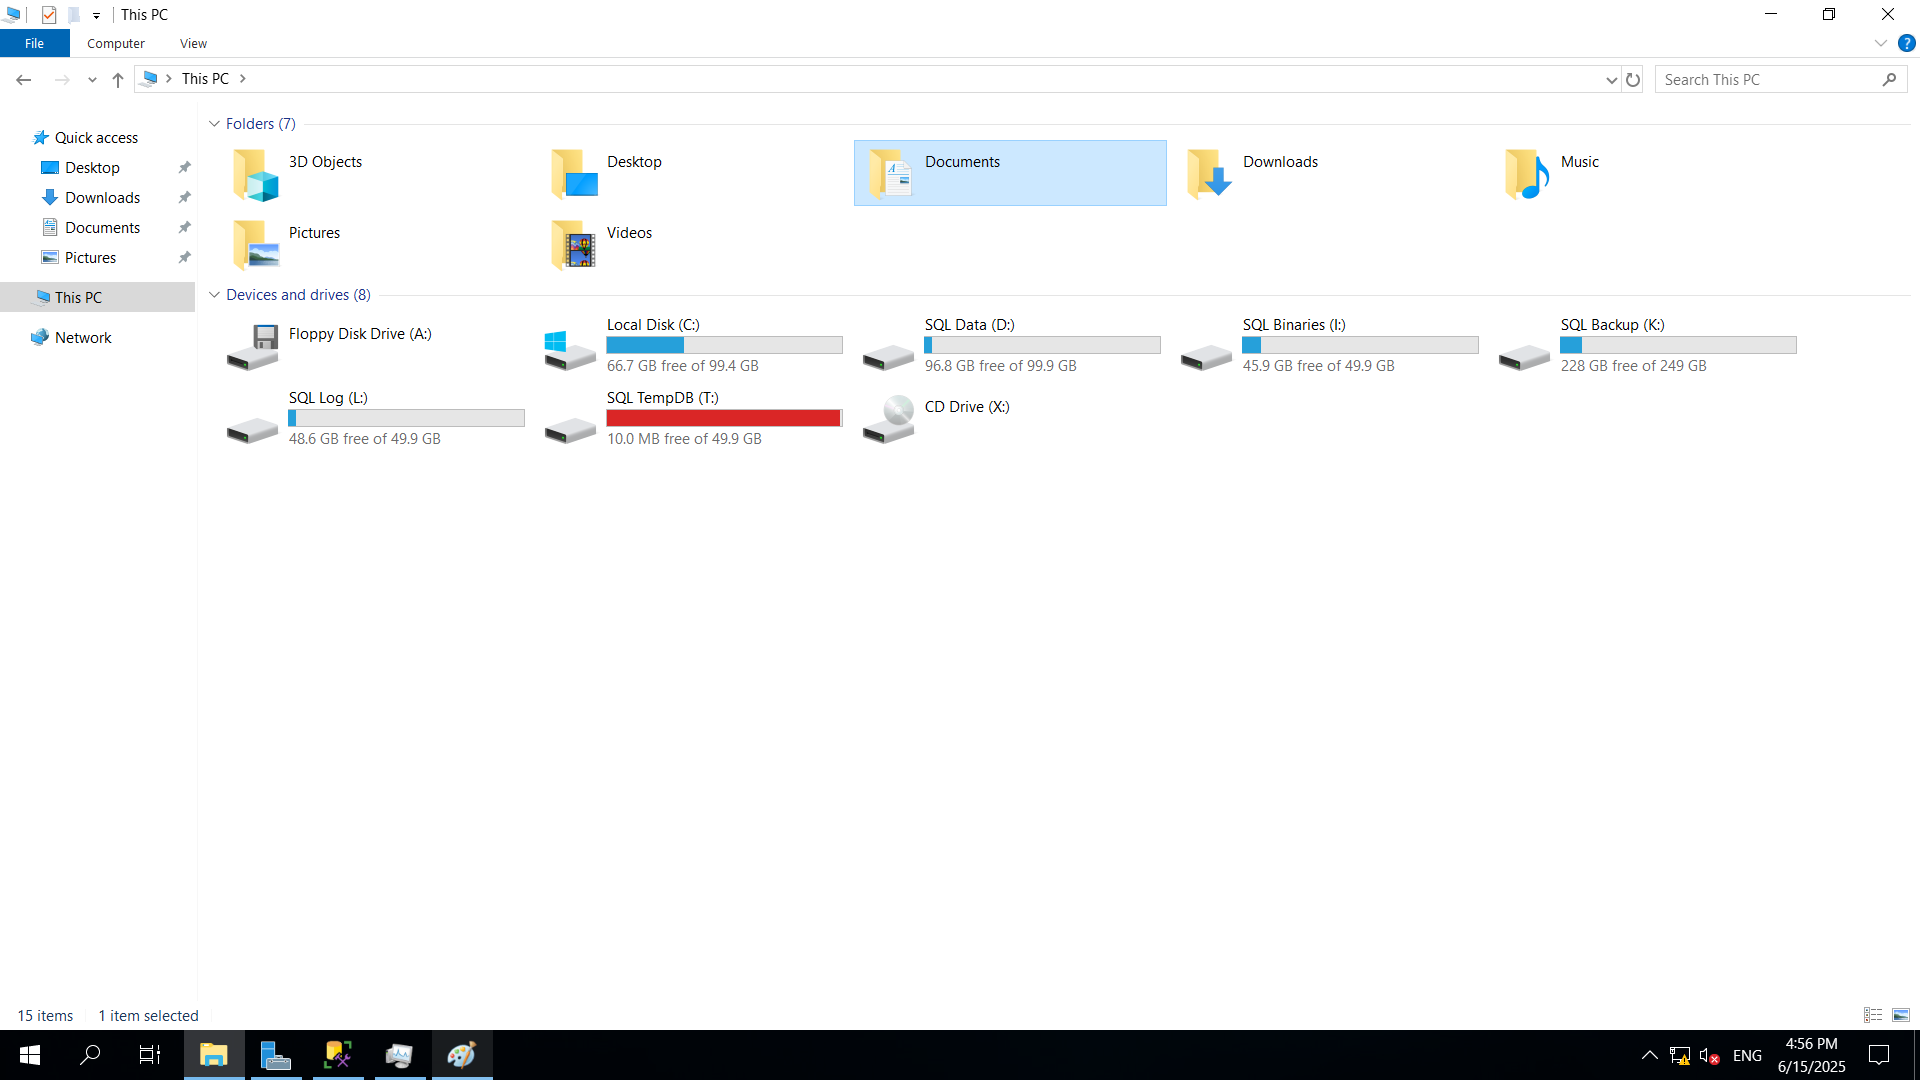 This PC
File Computer View
This PC
Search This PC
Quick access
Desktop
Downloads
Documents
Pictures
This PC
Network
Folders (7)
3D Objects
Desktop
Documents
Downloads
Music
Pictures
Videos
Devices and drives (8)
Floppy Disk Drive (A:)
Local Disk (C:)
66.7 GB free of 99.4 GB
SQL Data (D:)
96.8 GB free of 99.9 GB
SQL Binaries (I:)
45.9 GB free of 49.9 GB
SQL Backup (K:)
228 GB free of 249 GB
SQL Log (L:)
48.6 GB free of 49.9 GB
SQL TempDB (T:)
10.0 MB free of 49.9 GB
CD Drive (X:)
15 items 1 item selected
ENG
4:56 PM
6/15/2025